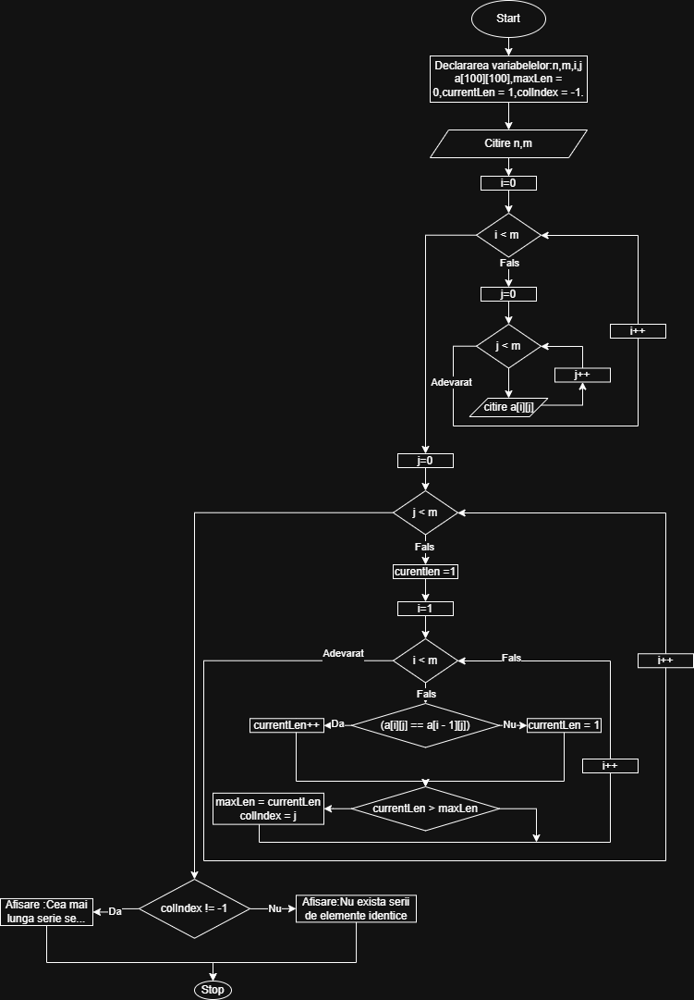 Start
Declararea variabelelor:n,m,i,j
a[100][100],maxLen =
0,currentLen = 1,colIndex = -1.
Citire n,m
i=0
i < m
Fals
j=0
i++
j < m
j++
Adevarat
citire a[i][j]
j=0
j < m
Fals
curentlen =1
i=1
Adevarat
Fals
i < m
i++
Fals
currentLen++
Da
(a[i][j] == a[i - 1][j])
Nu
currentLen = 1
i++
maxLen = currentLen
colIndex = j
currentLen > maxLen
Afisare :Cea mai
lunga serie se...
Da
colIndex != -1
Nu
Afisare:Nu exista serii
de elemente identice
Stop